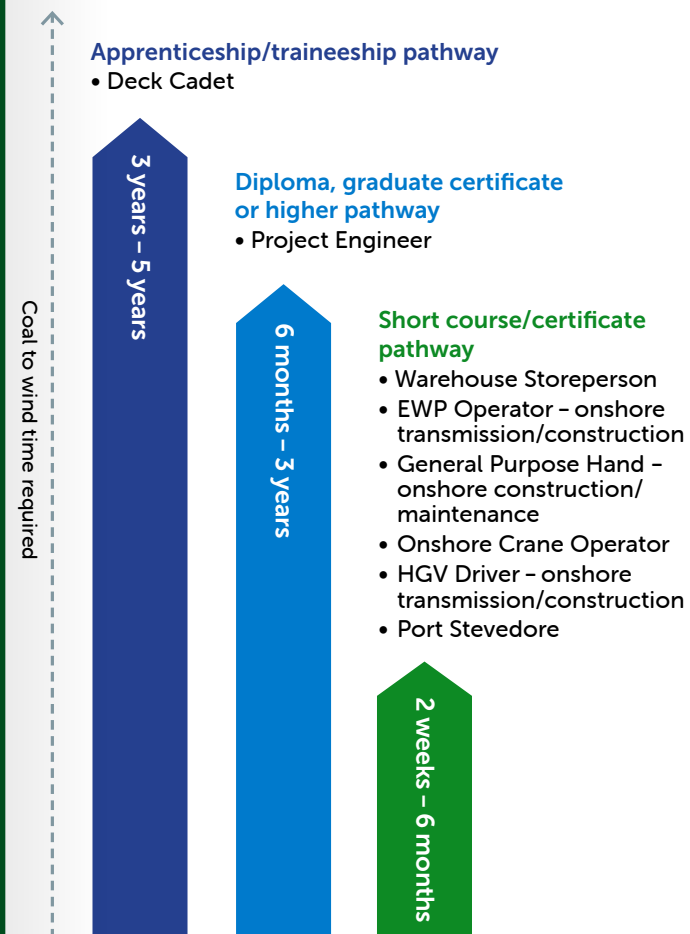 Apprenticeship/traineeship pathway
• Deck Cadet
3 years – 5 years
Diploma, graduate certificate
or higher pathway
• Project Engineer
6 months – 3 years
Short course/certificate
pathway
• Warehouse Storeperson
• EWP Operator – onshore
transmission/construction
• General Purpose Hand –
onshore construction/
maintenance
• Onshore Crane Operator
• HGV Driver – onshore
transmission/construction
• Port Stevedore
2 weeks – 6 months
Coal to wind time required